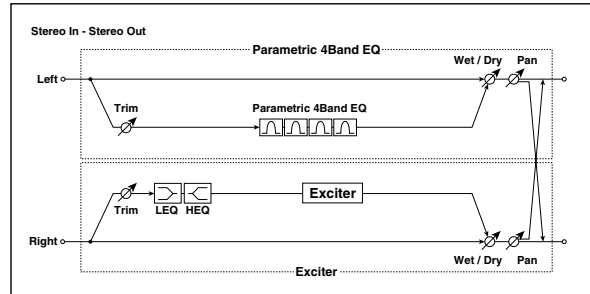 Stereo In - Stereo Out
Parametric 4Band EQ
Wet / Dry
Pan
Left
Trim
Parametric 4Band EQ
Exciter
Trim
LEQ
HEQ
Right
Wet / Dry
Pan
Exciter